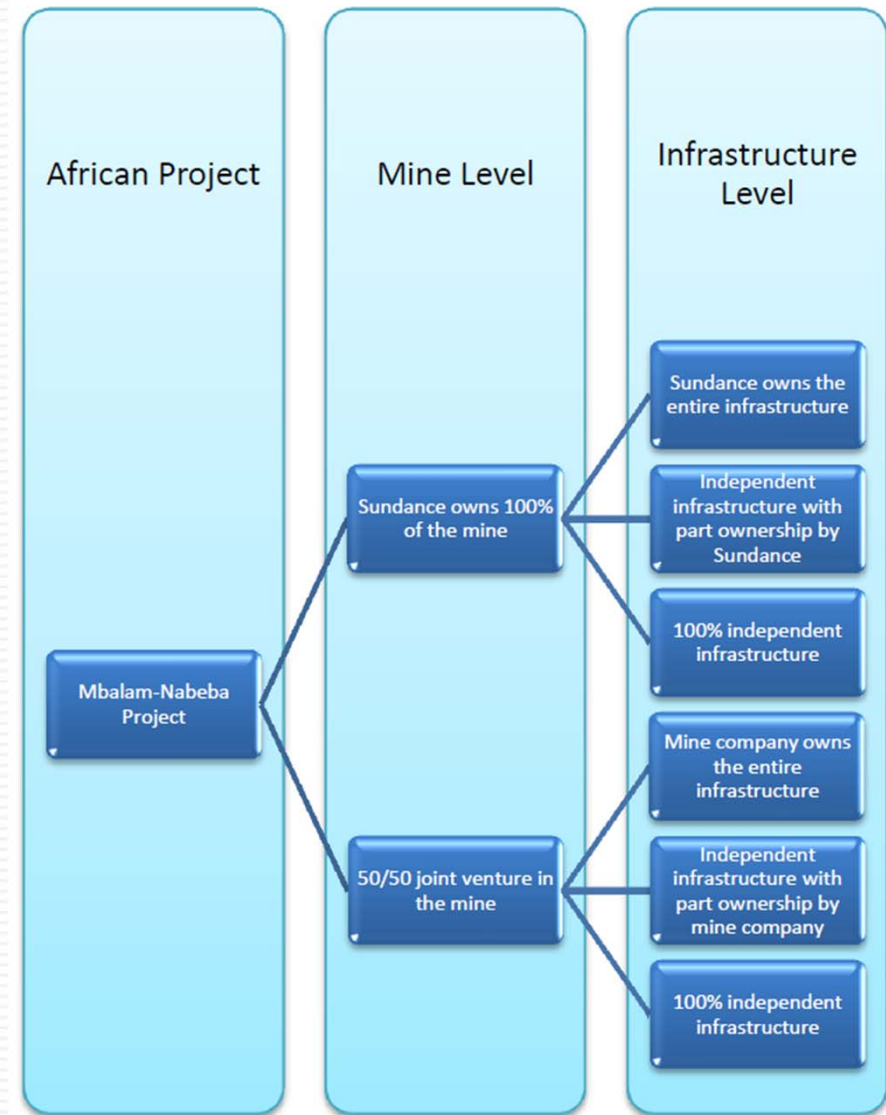 African Project
Mine Level
Infrastructure
Level
Mbalam-Nabeba
Project
Sundance owns 100%
of the mine
50/50 joint venture in
the mine
Sundance owns the
entire infrastructure
Independent
infrastructure with
part ownership by
Sundance
100% independent
infrastructure
Mine company owns
the entire
infrastructure
Independent
infrastructure with
part ownership by
mine company
100% independent
infrastructure